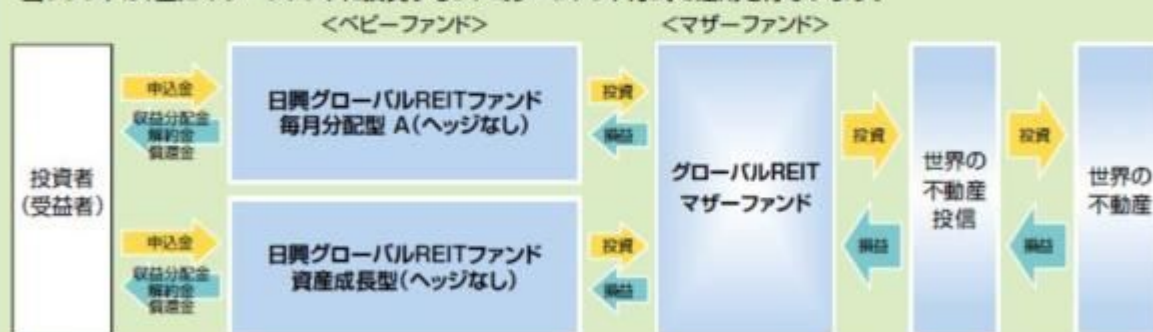 <ベビーファンド>
<マザーファンド>
投資者
(受益者)
申込金
収益分配金
解約金
償還金
日興グローバルREITファンド
毎月分配型 A(ヘッジなし)
投資
損益
申込金
収益分配金
解約金
償還金
日興グローバルREITファンド
資産成長型(ヘッジなし)
投資
損益
グローバルREIT
マザーファンド
投資
損益
世界の
不動産
投信
投資
損益
世界の
不動産